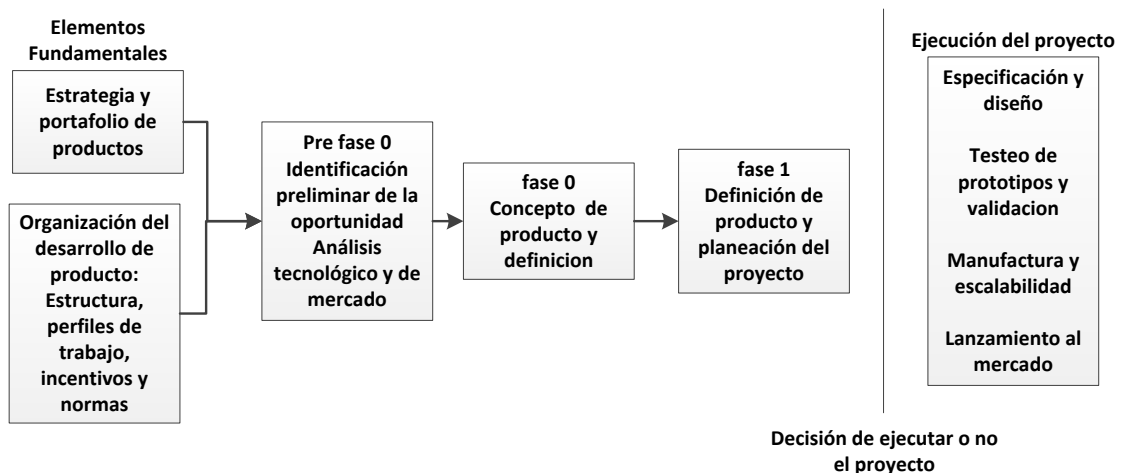 Elementos
Fundamentales
Estrategia y
portafolio de
productos
Organización del
desarrollo de
producto:
Estructura,
perfiles de
trabajo,
incentivos y
normas
Pre fase 0
Identificación
preliminar de la
oportunidad
Análisis
tecnológico y de
mercado
fase 0
Concepto de
producto y
definicion
fase 1
Definición de
producto y
planeación del
proyecto
Ejecución del proyecto
Especificación y
diseño
Testeo de
prototipos y
validacion
Manufactura y
escalabilidad
Lanzamiento al
mercado
Decisión de ejecutar o no
el proyecto